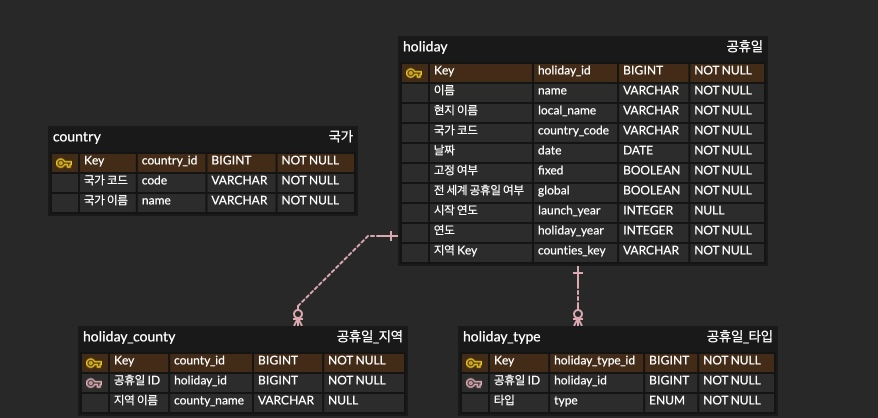 holiday 공휴일
Key holiday_id BIGINT NOT NULL
이름 name VARCHAR NOT NULL
현지 이름 local_name VARCHAR NOT NULL
국가 코드 country_code VARCHAR NOT NULL
날짜 date DATE NOT NULL
고정 여부 fixed BOOLEAN NOT NULL
전 세계 공휴일 여부 global BOOLEAN NOT NULL
시작 연도 launch_year INTEGER NULL
연도 holiday_year INTEGER NOT NULL
지역 Key counties_key VARCHAR NOT NULL
country 국가
Key country_id BIGINT NOT NULL
국가 코드 code VARCHAR NOT NULL
국가 이름 name VARCHAR NOT NULL
holiday_county 공휴일_지역
Key county_id BIGINT NOT NULL
공휴일 ID holiday_id BIGINT NOT NULL
지역 이름 county_name VARCHAR NULL
holiday_type 공휴일_타입
Key holiday_type_id BIGINT NOT NULL
공휴일 ID holiday_id BIGINT NOT NULL
타입 type ENUM NOT NULL